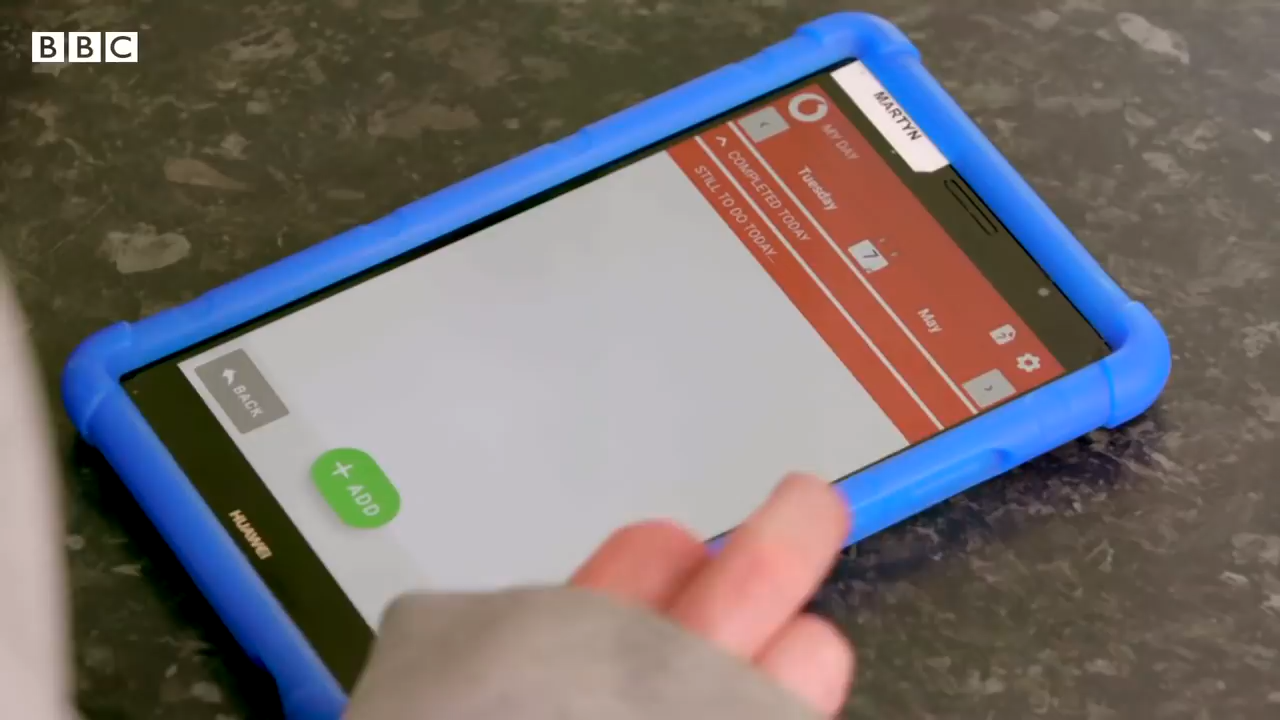 BBC
MARTYN
MY DAY
Tuesday
7
May
COMPLETED TODAY
STILL TO DO TODAY...
BACK
+ ADD
HUAWEI